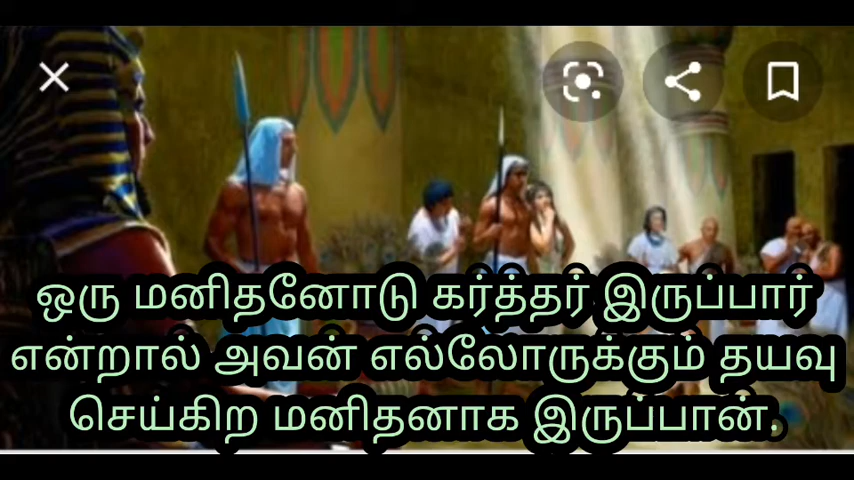 ஒரு மனிதனோடு கர்த்தர் இருப்பார்
என்றால் அவன் எல்லோருக்கும் தயவு
செய்கிற மனிதனாக இருப்பான்.